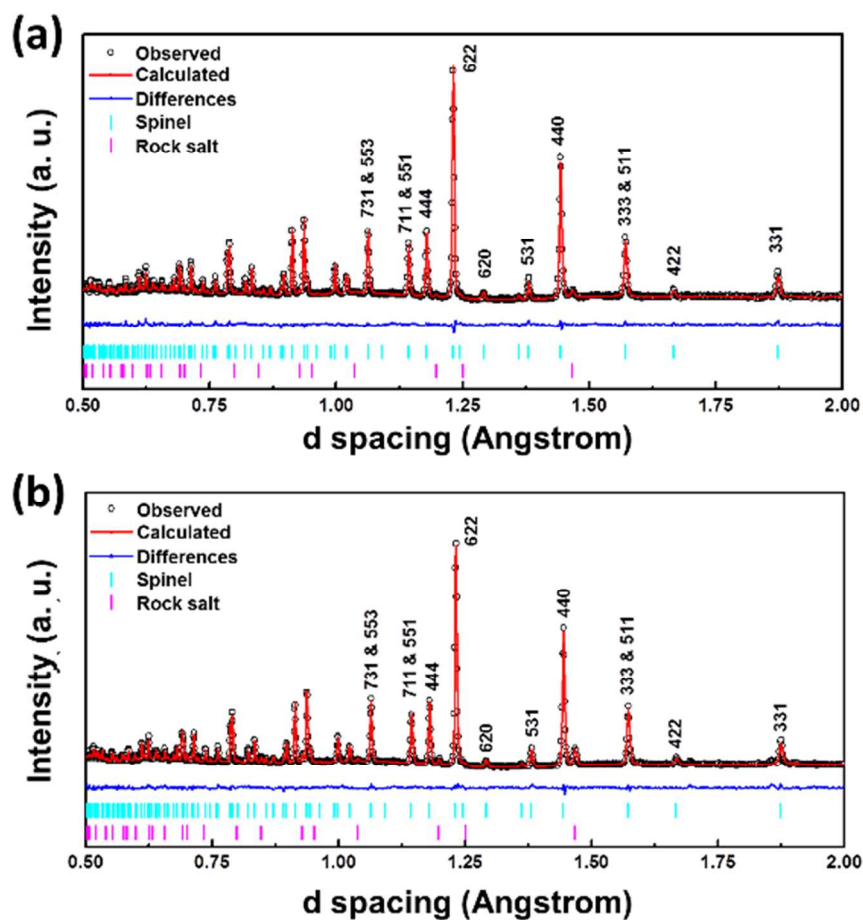 (a)
Observed
Calculated
Differences
Spinel
Rock salt
622
440
731 & 553
711 & 551
444
333 & 511
620
531
422
331
Intensity (a. u.)
0.50 0.75 1.00 1.25 1.50 1.75 2.00
d spacing (Angstrom)
(b)
Observed
Calculated
Differences
Spinel
Rock salt
622
440
731 & 553
711 & 551
444
333 & 511
620
531
422
331
Intensity (a. u.)
0.50 0.75 1.00 1.25 1.50 1.75 2.00
d spacing (Angstrom)